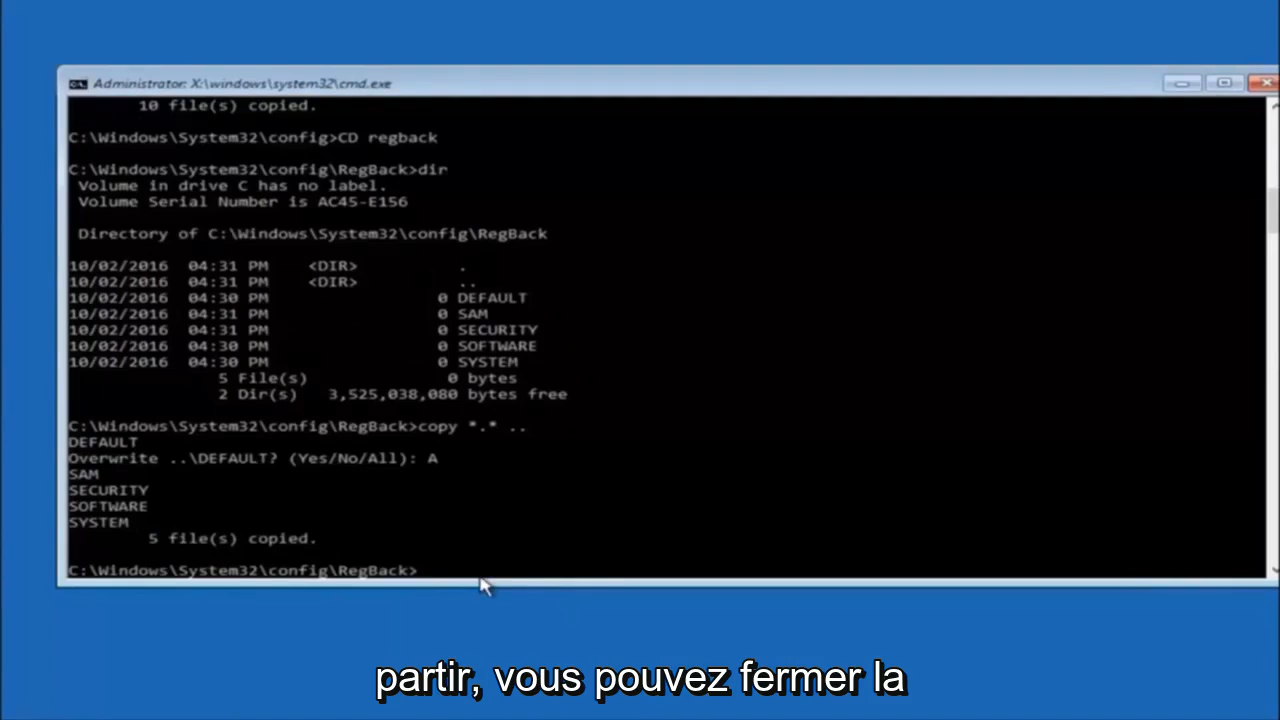 Administrator: X:\windows\system32\cmd.exe
10 file(s) copied.
C:\Windows\System32\config>CD regback
C:\Windows\System32\config\RegBack>dir
Volume in drive C has no label.
Volume Serial Number is AC45-E156
Directory of C:\Windows\System32\config\RegBack
10/02/2016 04:31 PM <DIR> .
10/02/2016 04:31 PM <DIR> ..
10/02/2016 04:30 PM 0 DEFAULT
10/02/2016 04:31 PM 0 SAM
10/02/2016 04:31 PM 0 SECURITY
10/02/2016 04:30 PM 0 SOFTWARE
10/02/2016 04:30 PM 0 SYSTEM
5 File(s) 0 bytes
2 Dir(s) 3,525,038,080 bytes free
C:\Windows\System32\config\RegBack>copy *.* ..
DEFAULT
Overwrite ..\DEFAULT? (Yes/No/All): A
SAM
SECURITY
SOFTWARE
SYSTEM
5 file(s) copied.
C:\Windows\System32\config\RegBack>
partir, vous pouvez fermer la